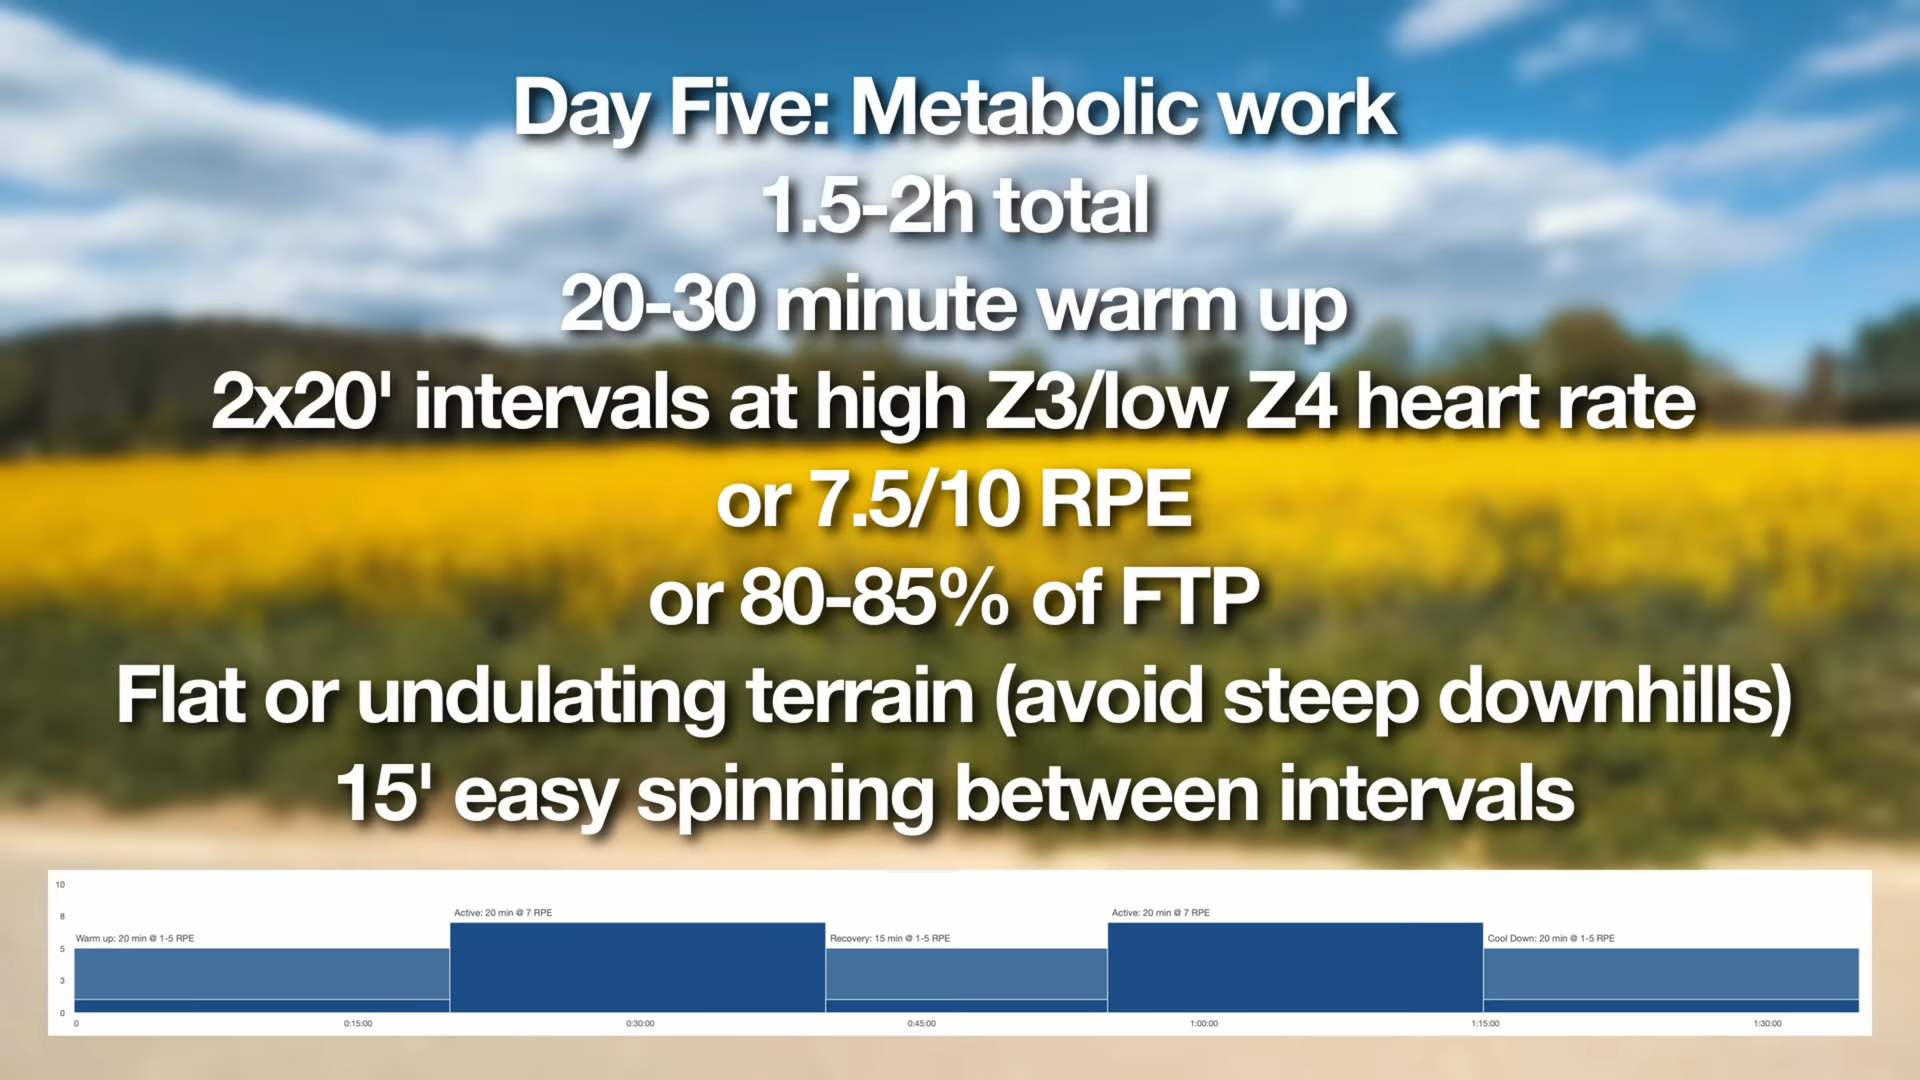 Day Five: Metabolic work
1.5-2h total
20-30 minute warm up
2x20' intervals at high Z3/low Z4 heart rate
or 7.5/10 RPE
or 80-85% of FTP
Flat or undulating terrain (avoid steep downhills)
15' easy spinning between intervals
10
8
5
3
0
Warm up: 20 min @ 1-5 RPE
Active: 20 min @ 7 RPE
Recovery: 15 min @ 1-5 RPE
Active: 20 min @ 7 RPE
Cool Down: 20 min @ 1-5 RPE
0 0:15:00 0:30:00 0:45:00 1:00:00 1:15:00 1:30:00